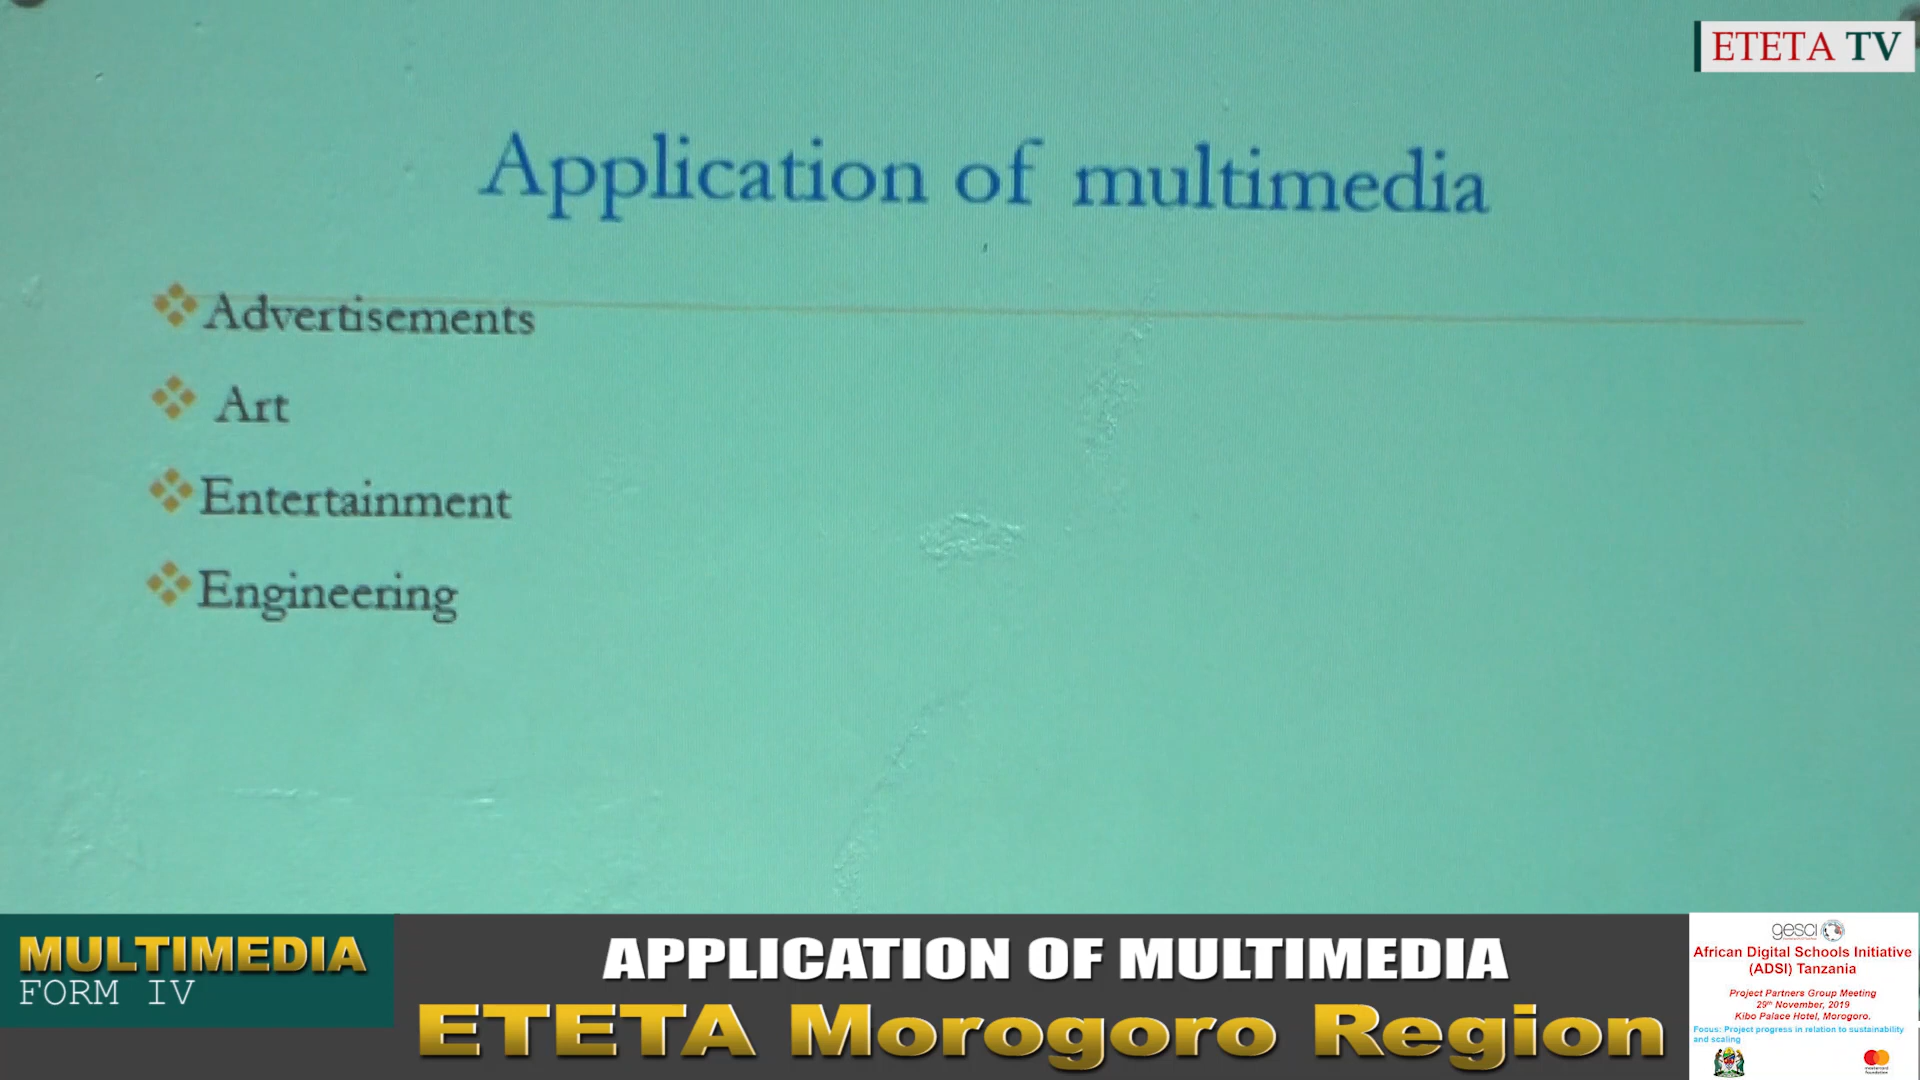 ETETA TV
Application of multimedia
Advertisements
Art
Entertainment
Engineering
MULTIMEDIA
FORM IV
APPLICATION OF MULTIMEDIA
ETETA Morogoro Region
gesci
African Digital Schools Initiative
(ADSI) Tanzania
Project Partners Group Meeting
29th November, 2019
Kibo Palace Hotel, Morogoro.
Focus: Project progress in relation to sustainability
and scaling
mastercard
foundation